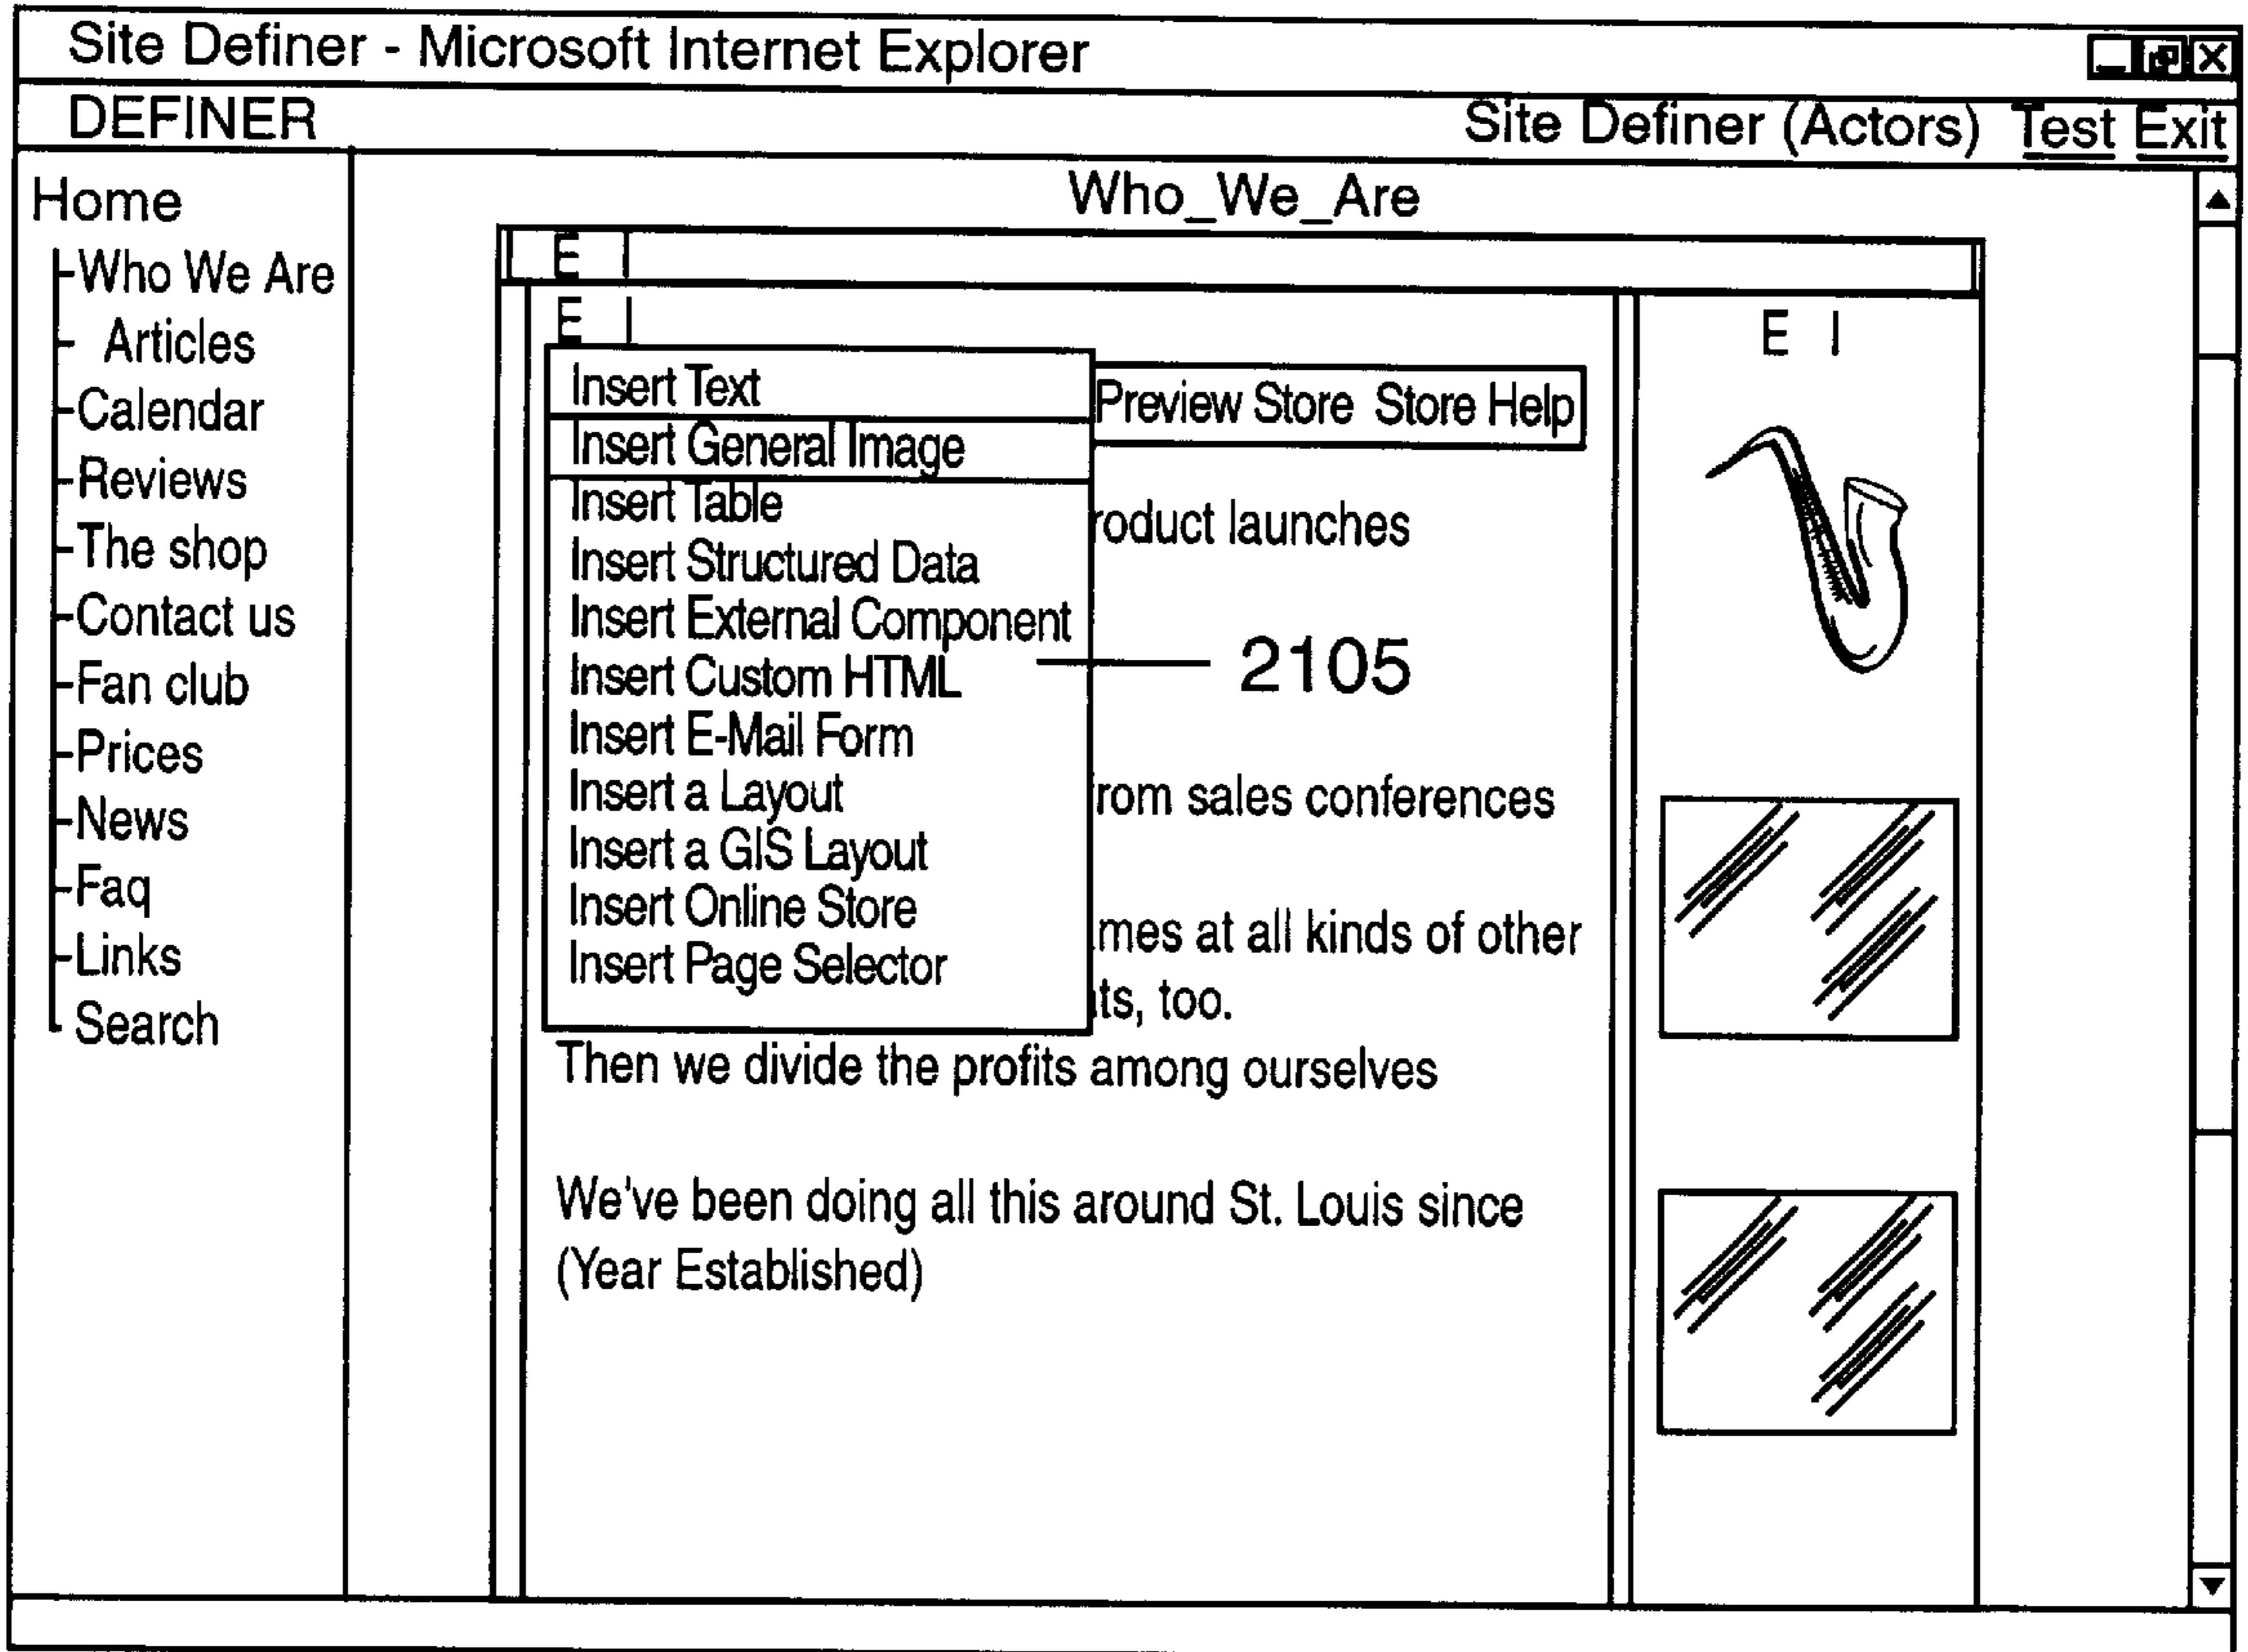 Site Definer - Microsoft Internet Explorer
DEFINER Site Definer (Actors) Test Exit
Home
Who We Are
Articles
Calendar
Reviews
The shop
Contact us
Fan club
Prices
News
Faq
Links
Search
Who_We_Are
E I
E I
Insert Text
Insert General Image
Insert Table
Insert Structured Data
Insert External Component
Insert Custom HTML
Insert E-Mail Form
Insert a Layout
Insert a GIS Layout
Insert Online Store
Insert Page Selector
Preview Store Store Help
roduct launches
2105
rom sales conferences
mes at all kinds of other
ts, too.
Then we divide the profits among ourselves
We've been doing all this around St. Louis since
(Year Established)
E I